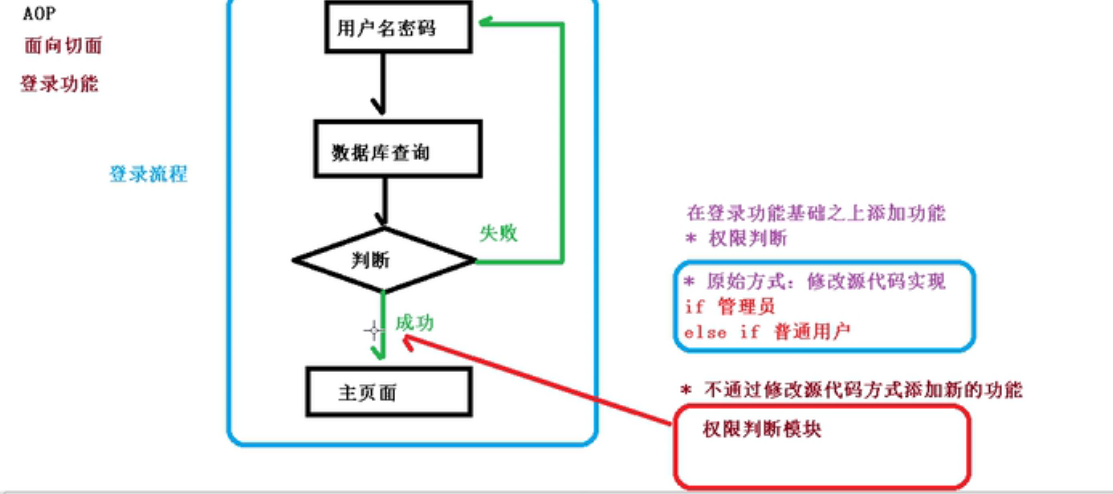 AOP
面向切面
登录功能
登录流程
用户名密码
数据库查询
判断
失败
成功
主页面
在登录功能基础之上添加功能
* 权限判断
* 原始方式：修改源代码实现
if 管理员
else if 普通用户
* 不通过修改源代码方式添加新的功能
权限判断模块